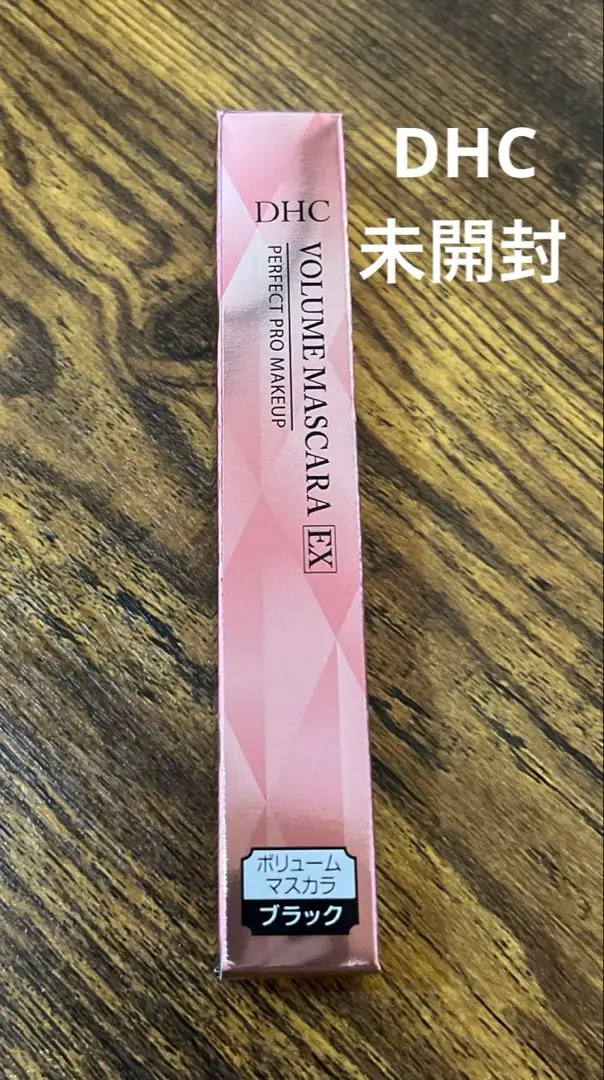 DHC
未開封
DHC
VOLUME MASCARA EX
PERFECT PRO MAKEUP
ボリューム
マスカラ
ブラック